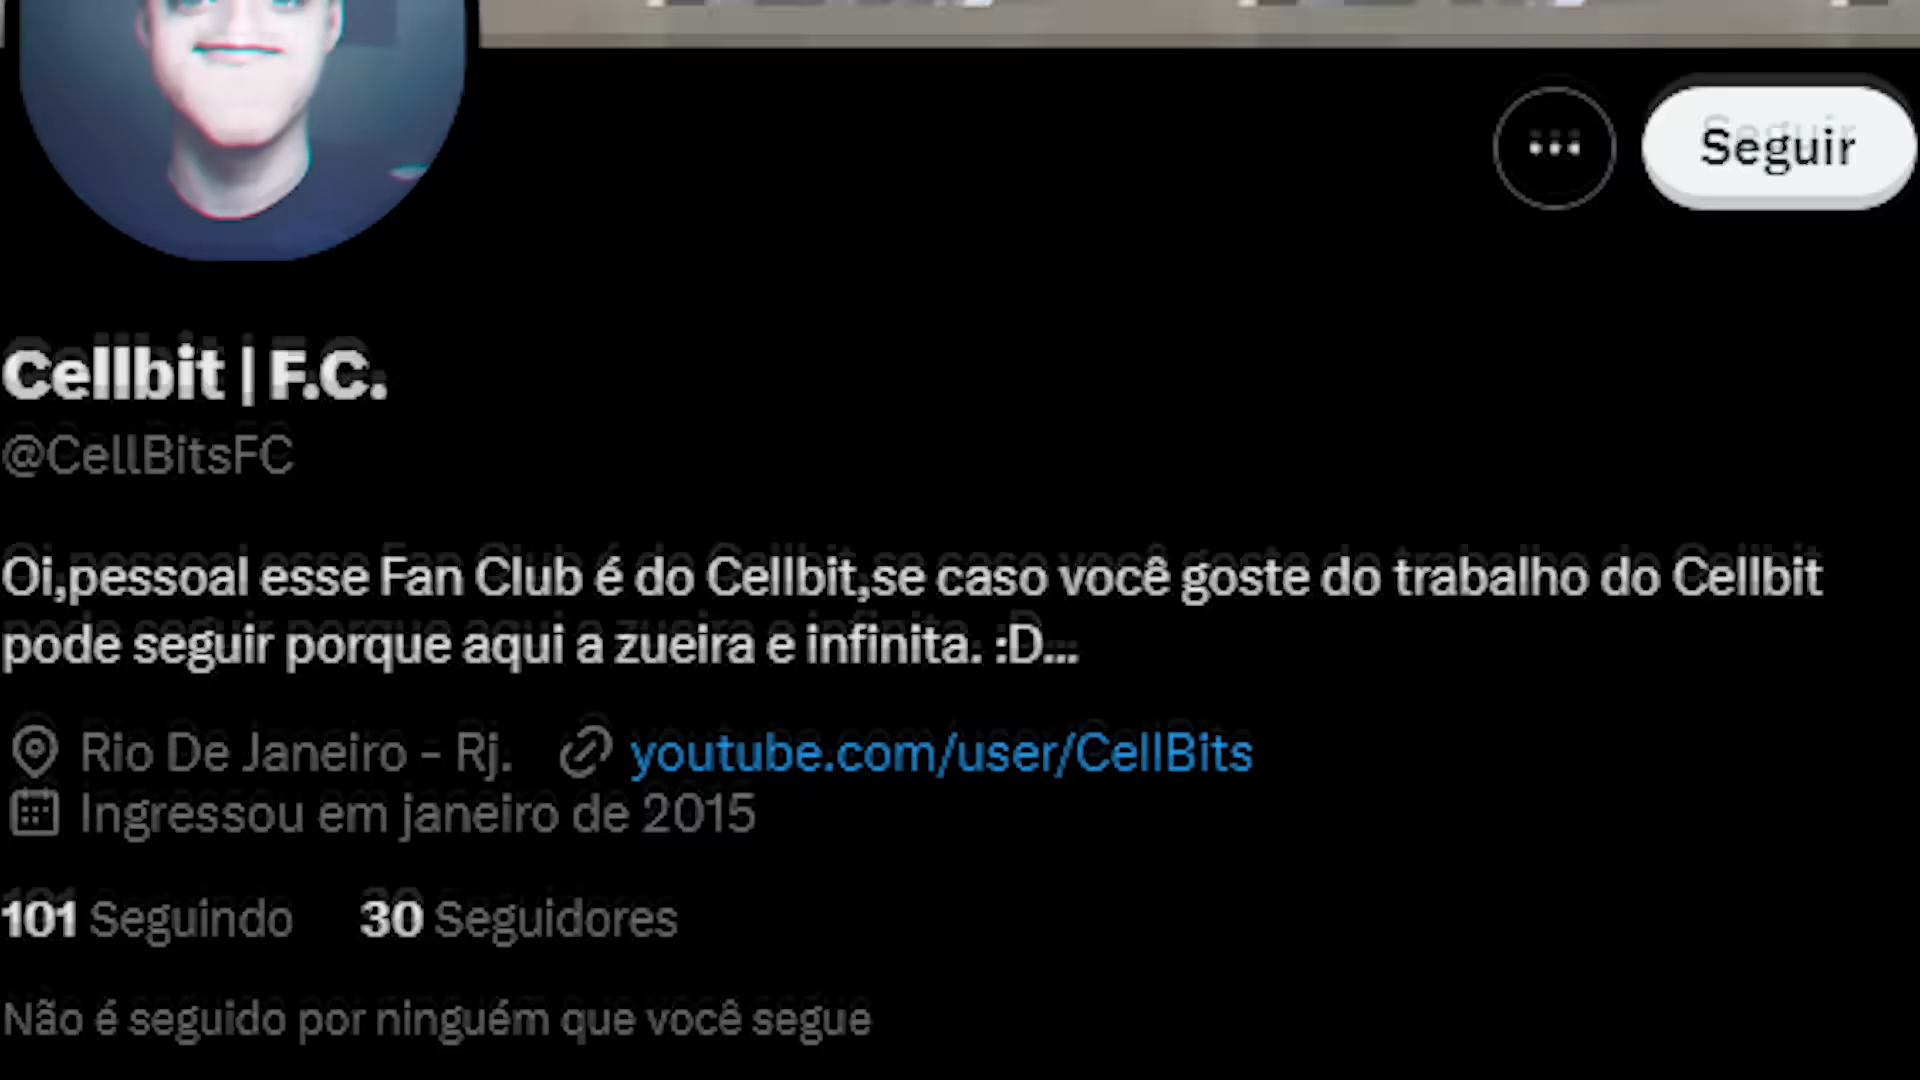 Seguir
Cellbit | F.C.
@CellBitsFC
Oi,pessoal esse Fan Club é do Cellbit,se caso você goste do trabalho do Cellbit
pode seguir porque aqui a zueira e infinita. :D...
Rio De Janeiro - Rj. youtube.com/user/CellBits
Ingressou em janeiro de 2015
101 Seguindo 30 Seguidores
Não é seguido por ninguém que você segue